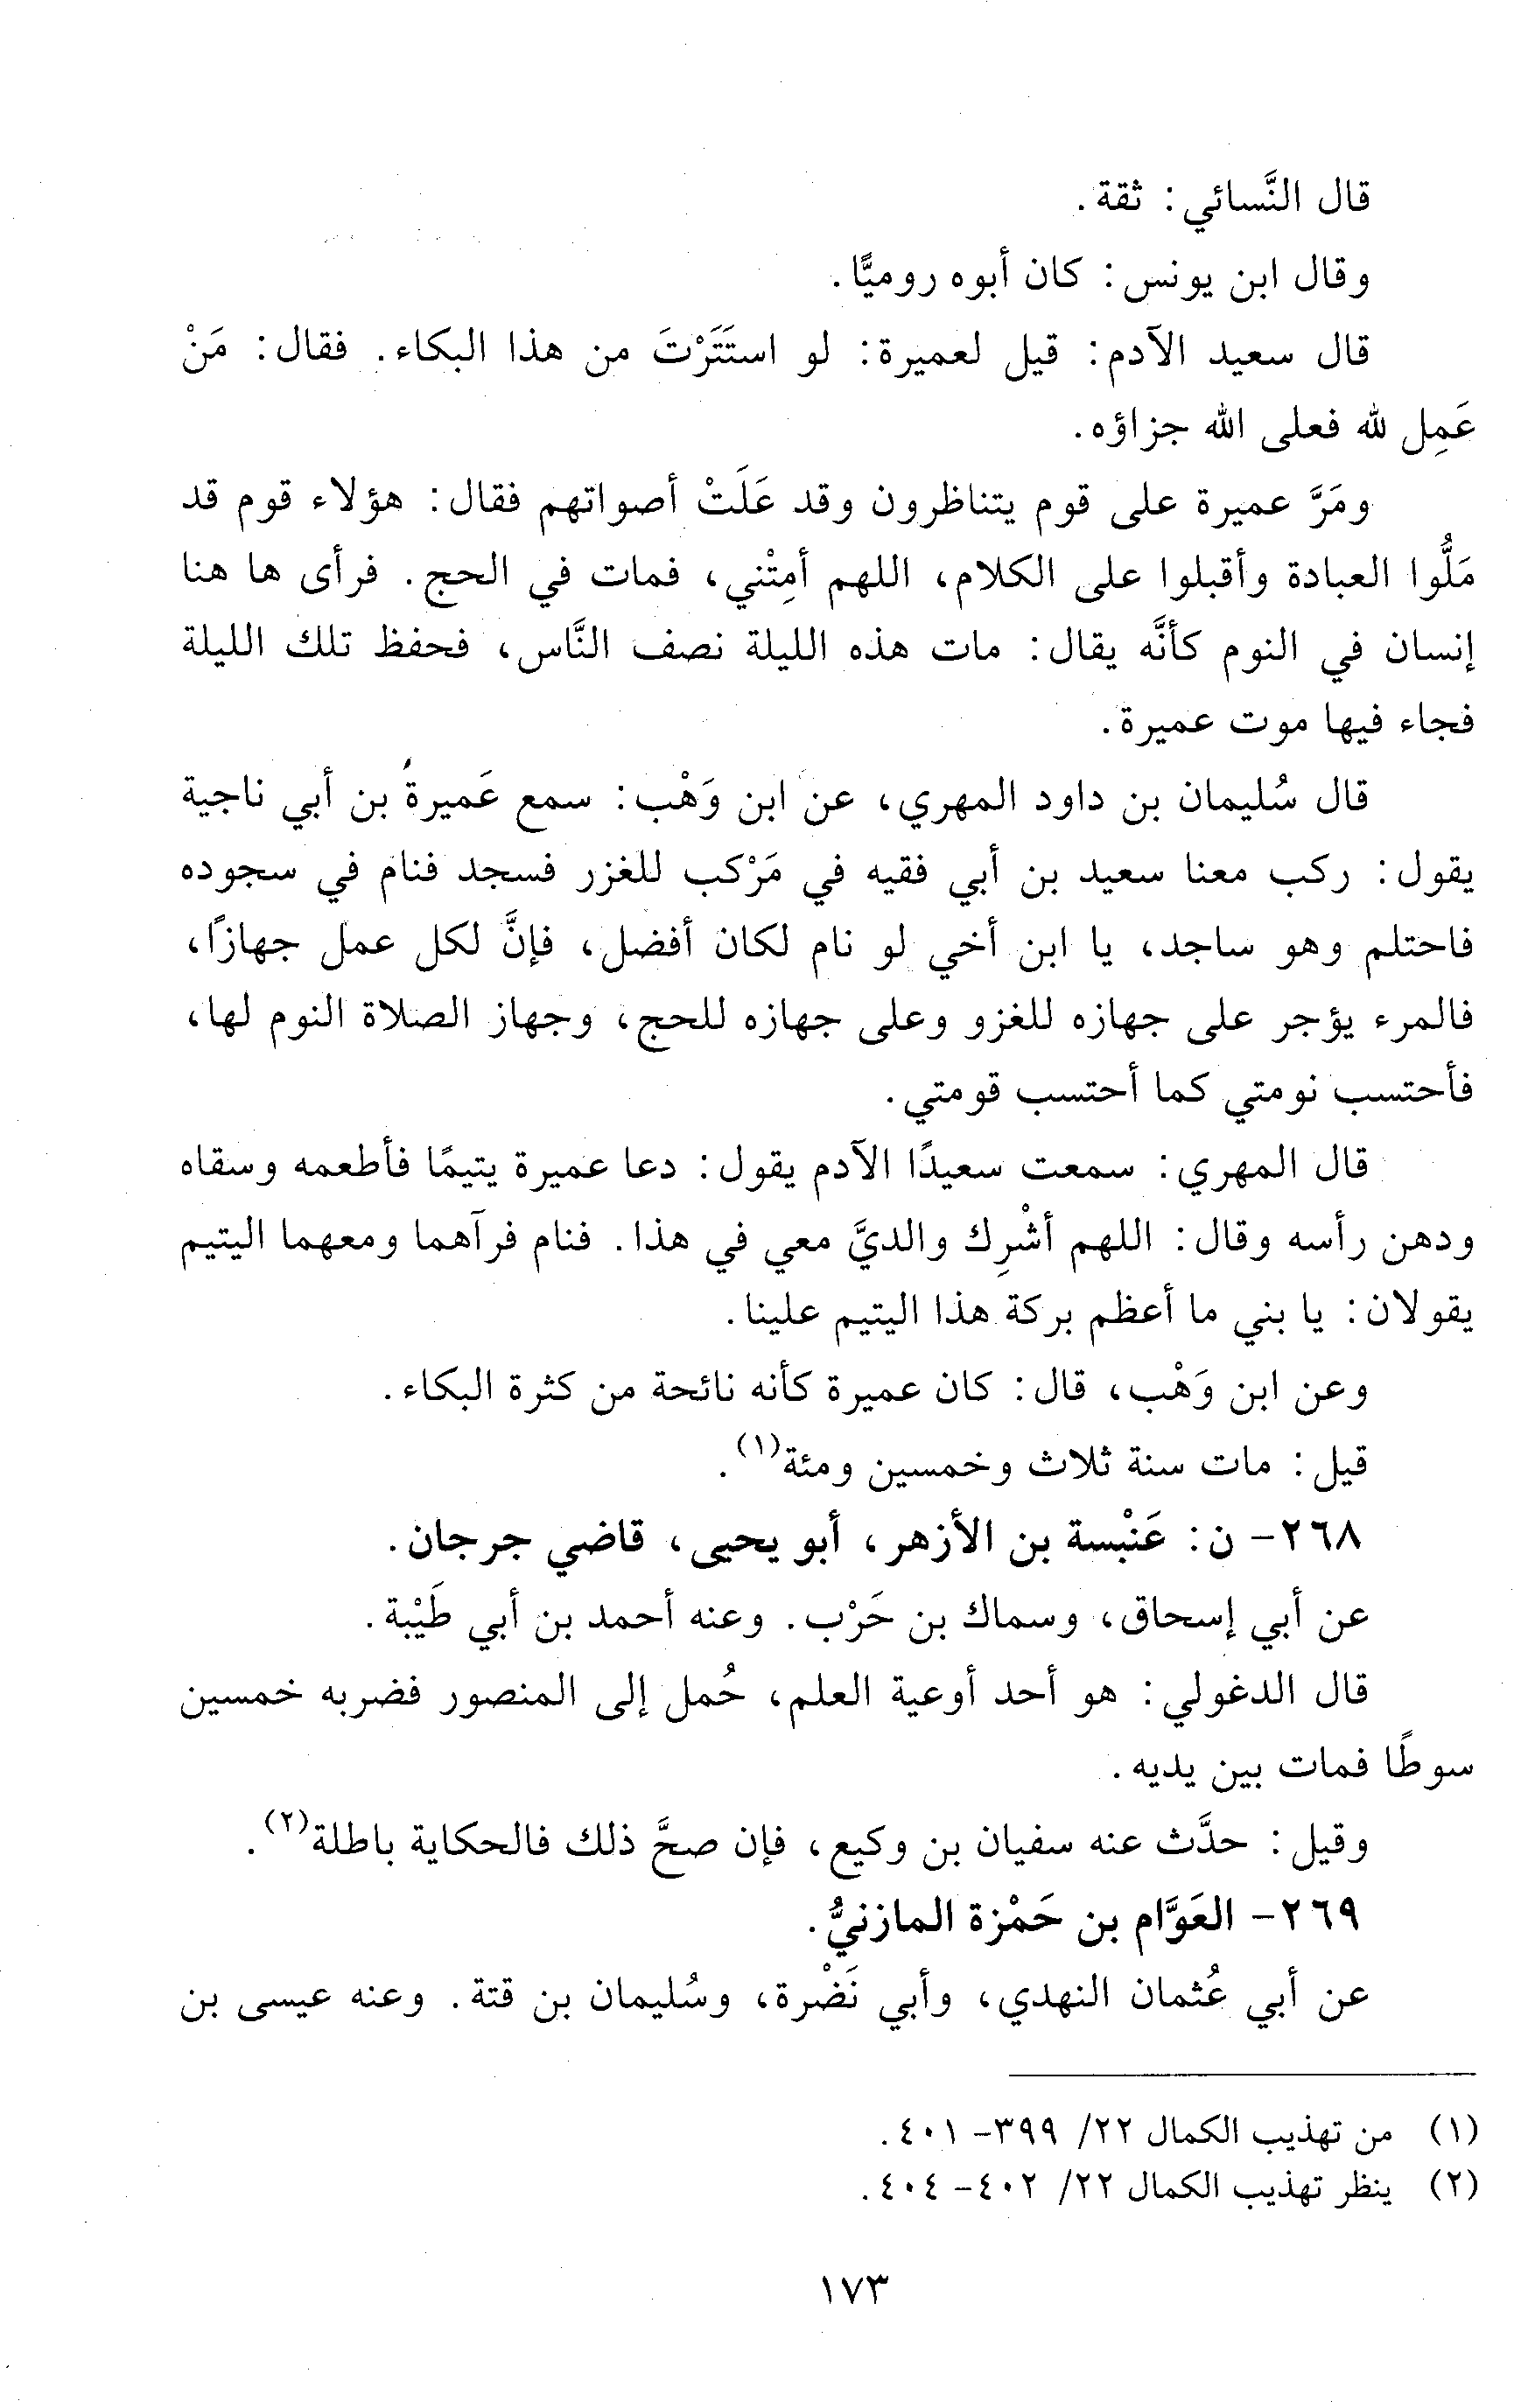 قال النَّسائي: ثقة.
وقال ابن يونس: كان أبوه روميًّا.
قال سعيد الآدم: قيل لعميرة: لو استَتَرْتَ من هذا البكاء. فقال: مَنْ
عَمِل لله فعلى الله جزاؤه.
ومَرَّ عميرة على قوم يتناظرون وقد عَلَتْ أصواتهم فقال: هؤلاء قوم قد
مَلُّوا العبادة وأقبلوا على الكلام، اللهم أمِتْني، فمات في الحج. فرأى ها هنا
إنسان في النوم كأنَّه يقال: مات هذه الليلة نصف النَّاس، فحفظ تلك الليلة
فجاء فيها موت عميرة.
قال سُليمان بن داود المهري، عن ابن وَهْب: سمع عَميرةُ بن أبي ناجية
يقول: ركب معنا سعيد بن أبي فقيه في مَرْكب للغزر فسجد فنام في سجوده
فاحتلم وهو ساجد، يا ابن أخي لو نام لكان أفضل، فإنَّ لكل عمل جهازًا،
فالمرء يؤجر على جهازه للغزو وعلى جهازه للحج، وجهاز الصلاة النوم لها،
فأحتسب نومتي كما أحتسب قومتي.
قال المهري: سمعت سعيدًا الآدم يقول: دعا عميرة يتيمًا فأطعمه وسقاه
ودهن رأسه وقال: اللهم أشْرِك والديَّ معي في هذا. فنام فرآهما ومعهما اليتيم
يقولان: يا بني ما أعظم بركة هذا اليتيم علينا.
وعن ابن وَهْب، قال: كان عميرة كأنه نائحة من كثرة البكاء.
قيل: مات سنة ثلاث وخمسين ومئة(١).
٢٦٨- ن: عَنْبسة بن الأزهر، أبو يحيى، قاضي جرجان.
عن أبي إسحاق، وسماك بن حَرْب. وعنه أحمد بن أبي طَيْبة.
قال الدغولي: هو أحد أوعية العلم، حُمل إلى المنصور فضربه خمسين
سوطًا فمات بين يديه.
وقيل: حدَّث عنه سفيان بن وكيع، فإن صحَّ ذلك فالحكاية باطلة(٢).
٢٦٩- العَوَّام بن حَمْزة المازنيُّ.
عن أبي عُثمان النهدي، وأبي نَضْرة، وسُليمان بن قتة. وعنه عيسى بن
(١) من تهذيب الكمال ٢٢/ ٣٩٩- ٤٠١.
(٢) ينظر تهذيب الكمال ٢٢/ ٤٠٢- ٤٠٤.
١٧٣